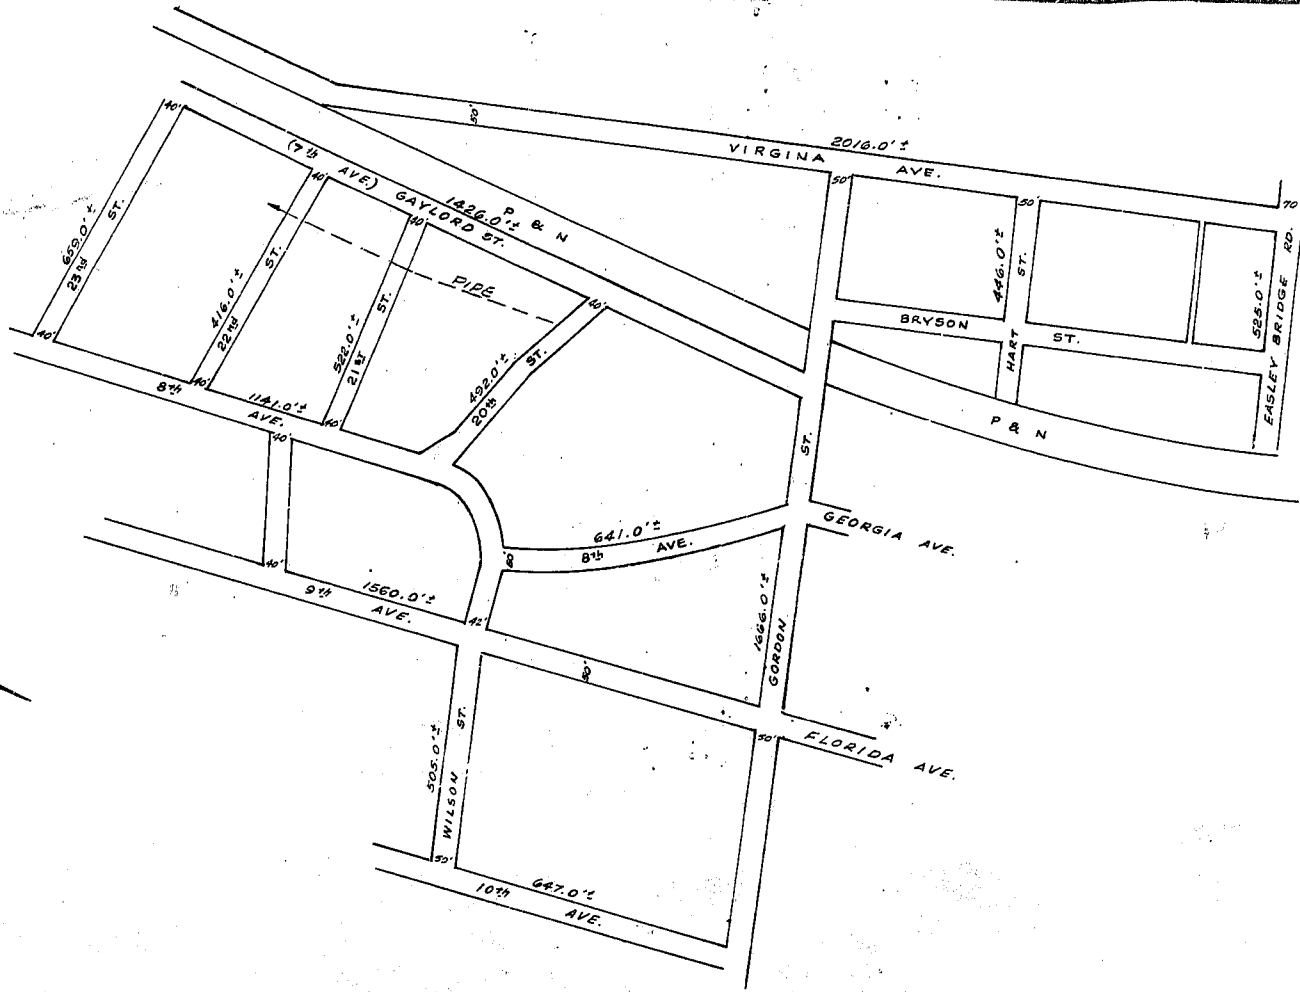 50'
VIRGINA AVE.
2016.0'±
50'
50'
70
40'
(7th AVE.) GAYLORD ST.
1426.0'±
P & N
40'
40'
40'
659.0'±
23rd ST.
416.0'±
22nd ST.
522.0'±
21st ST.
PIPE
492.0'±
20th ST.
446.0'±
HART ST.
BRYSON ST.
525.0'±
EASLEY BRIDGE RD.
P & N
40'
8th AVE.
40'
1141.0'±
40'
40'
ST.
641.0'±
8th AVE.
GEORGIA AVE.
40'
9th AVE.
1560.0'±
42'
50'
1666.0'±
GORDON
50'
FLORIDA AVE.
505.0'±
WILSON ST.
50'
10th AVE.
647.0'±